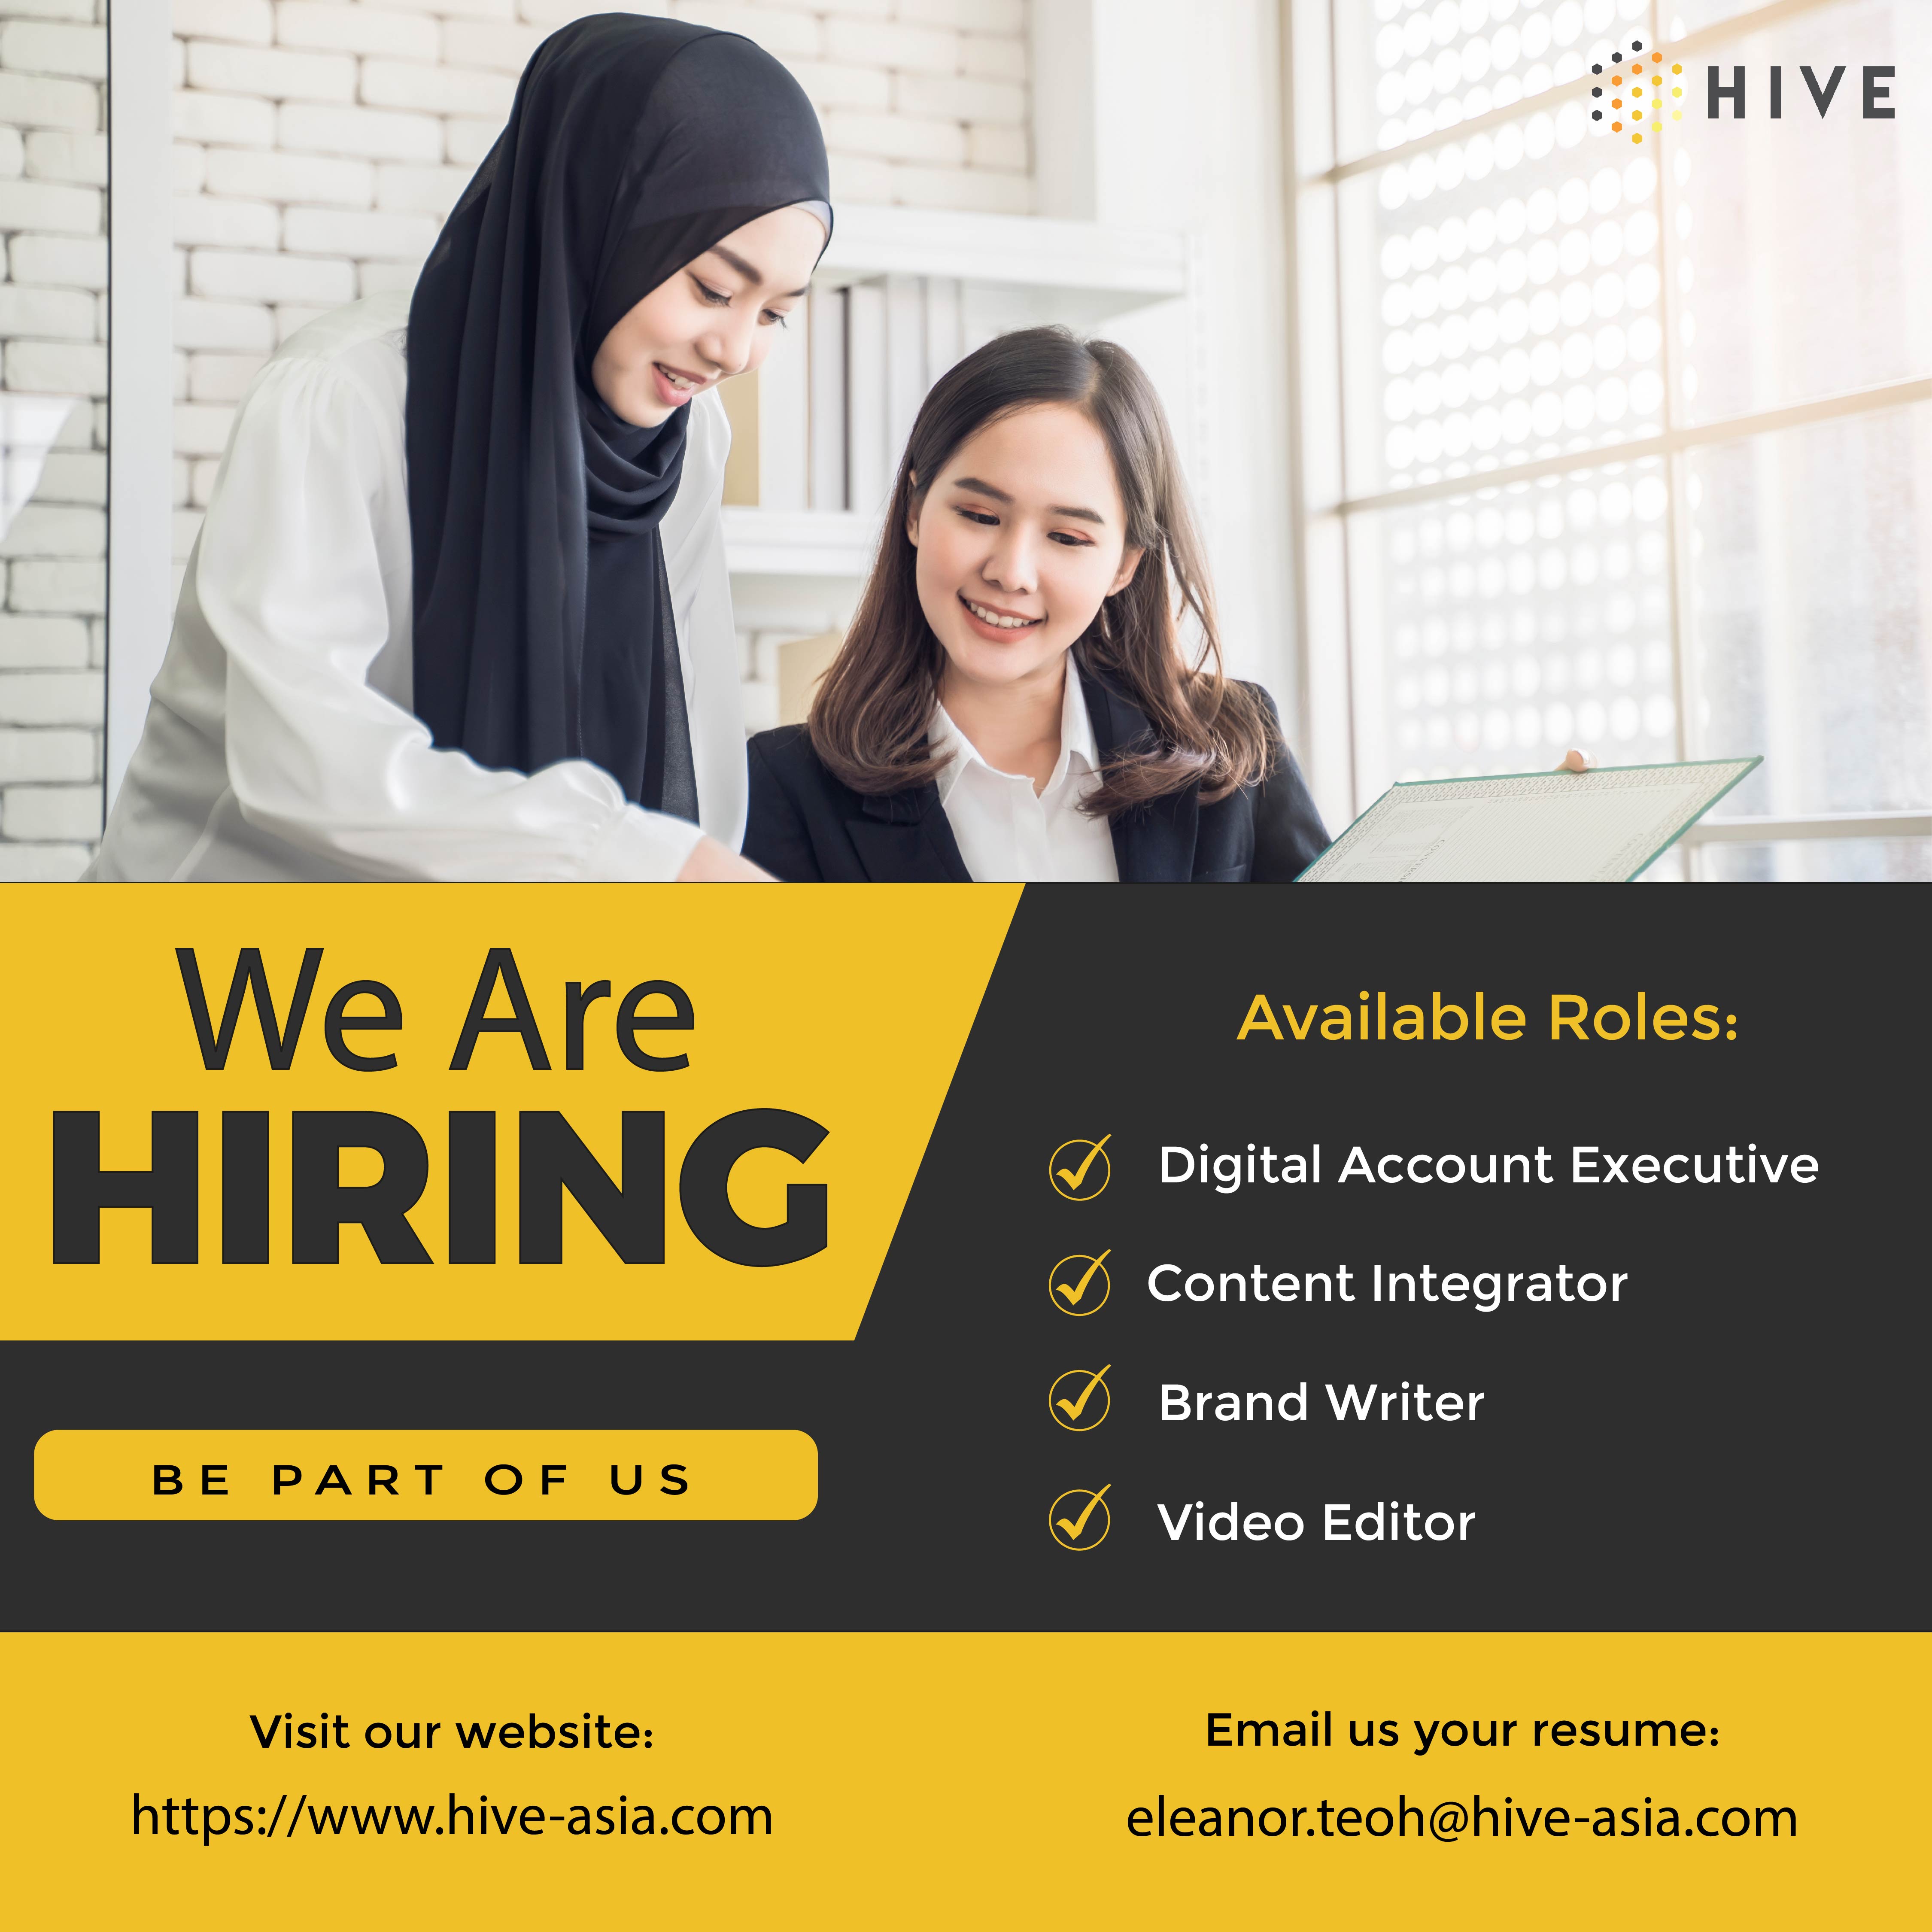 HIVE
We Are
HIRING
BE PART OF US
Available Roles:
Digital Account Executive
Content Integrator
Brand Writer
Video Editor
Visit our website:
https://www.hive-asia.com
Email us your resume:
eleanor.teoh@hive-asia.com